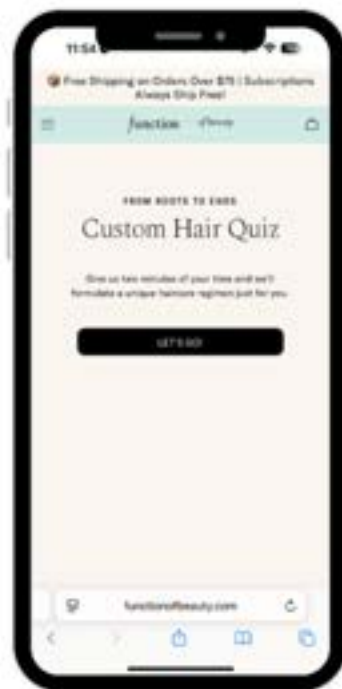 11:54
📦 Free Shipping on Orders Over $75 | Subscriptions
Always Ship Free!
function of beauty
FROM ROOTS TO ENDS
Custom Hair Quiz
Give us two minutes of your time and we'll
formulate a unique haircare regimen just for you
LET'S GO!
functionofbeauty.com